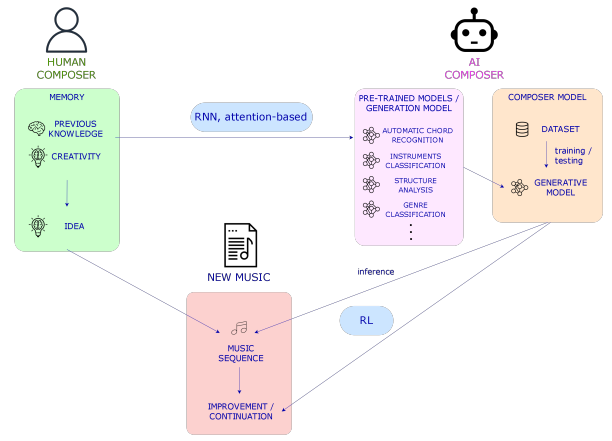 HUMAN
COMPOSER
AI
COMPOSER
MEMORY
PREVIOUS
KNOWLEDGE
CREATIVITY
IDEA
RNN, attention-based
PRE-TRAINED MODELS /
GENERATION MODEL
AUTOMATIC CHORD
RECOGNITION
INSTRUMENTS
CLASSIFICATION
STRUCTURE
ANALYSIS
GENRE
CLASSIFICATION
COMPOSER MODEL
DATASET
training /
testing
GENERATIVE
MODEL
NEW MUSIC
inference
RL
MUSIC
SEQUENCE
IMPROVEMENT /
CONTINUATION